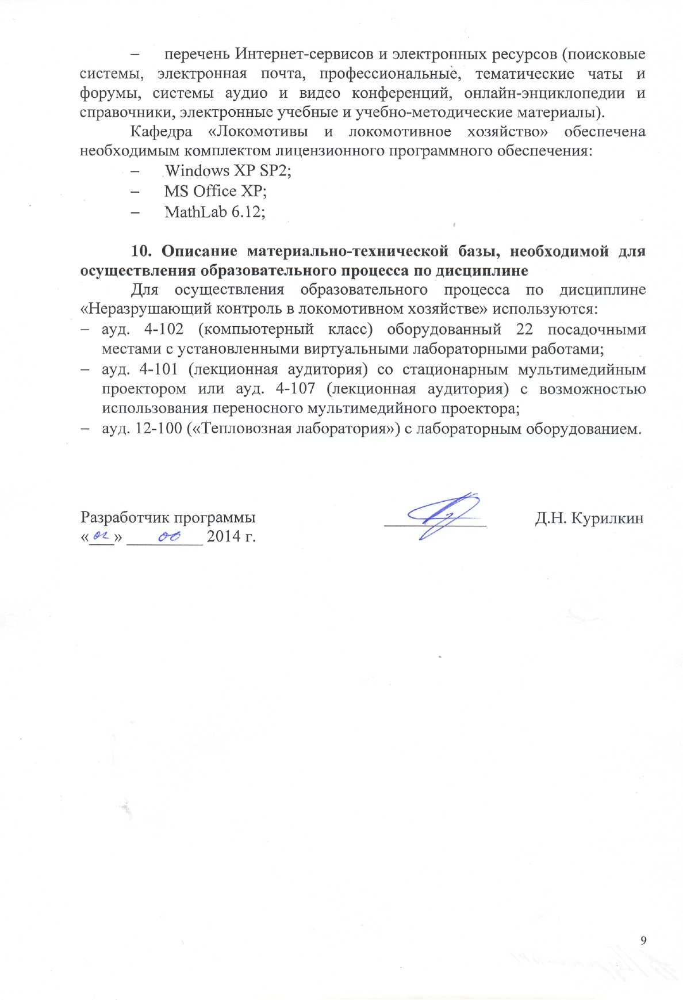 – перечень Интернет-сервисов и электронных ресурсов (поисковые
системы, электронная почта, профессиональные, тематические чаты и
форумы, системы аудио и видео конференций, онлайн-энциклопедии и
справочники, электронные учебные и учебно-методические материалы).
Кафедра «Локомотивы и локомотивное хозяйство» обеспечена
необходимым комплектом лицензионного программного обеспечения:
– Windows XP SP2;
– MS Office XP;
– MathLab 6.12;
10. Описание материально-технической базы, необходимой для
осуществления образовательного процесса по дисциплине
Для осуществления образовательного процесса по дисциплине
«Неразрушающий контроль в локомотивном хозяйстве» используются:
– ауд. 4-102 (компьютерный класс) оборудованный 22 посадочными
местами с установленными виртуальными лабораторными работами;
– ауд. 4-101 (лекционная аудитория) со стационарным мультимедийным
проектором или ауд. 4-107 (лекционная аудитория) с возможностью
использования переносного мультимедийного проектора;
– ауд. 12-100 («Тепловозная лаборатория») с лабораторным оборудованием.
Разработчик программы Д.Н. Курилкин
«___» 2014 г.
9